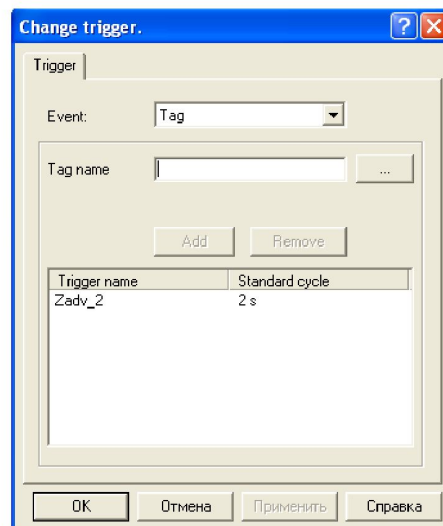 Change trigger.
Trigger
Event: Tag
Tag name ...
Add Remove
Trigger name Standard cycle
Zadv_2 2 s
OK Отмена Применить Справка